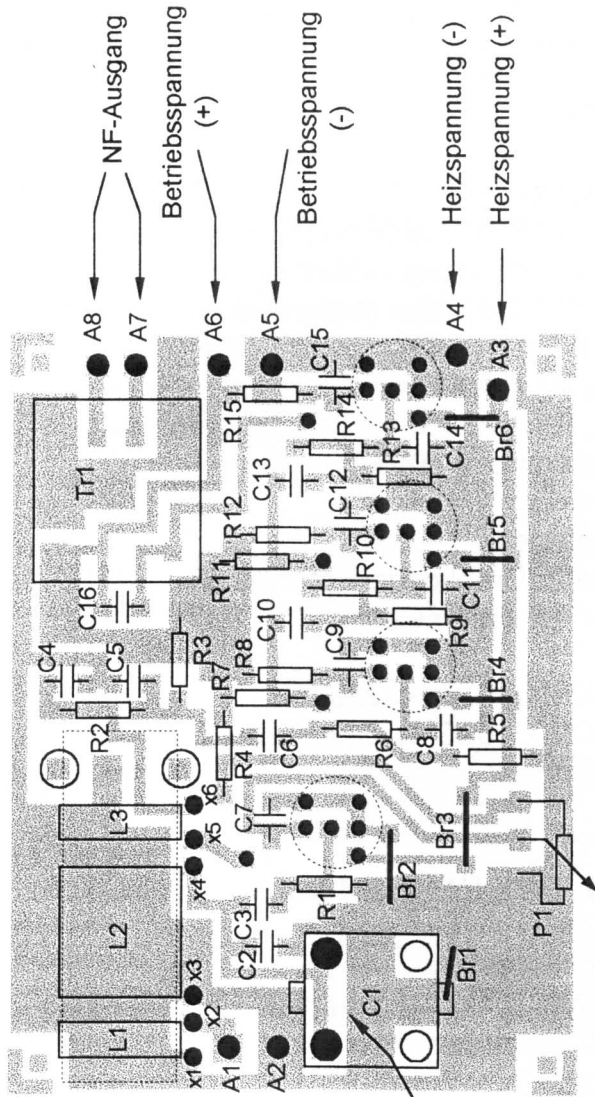 NF-Ausgang
Betriebsspannung
(+)
Betriebsspannung
(-)
Heizspannung (-)
Heizspannung (+)
A8
A7
A6
A5
A4
A3
Tr1
C16
C4
C5
R2
R3
L3
L2
L1
x6
x5
x4
x3
x2
x1
A1
A2
R15
C15
R14
R13
C14
Br6
C13
R12
C12
R11
R10
Br5
C11
C10
R9
C9
R8
R7
Br4
R4
C6
R6
C8
R5
C7
Br3
R1
Br2
C3
C2
C1
Br1
P1